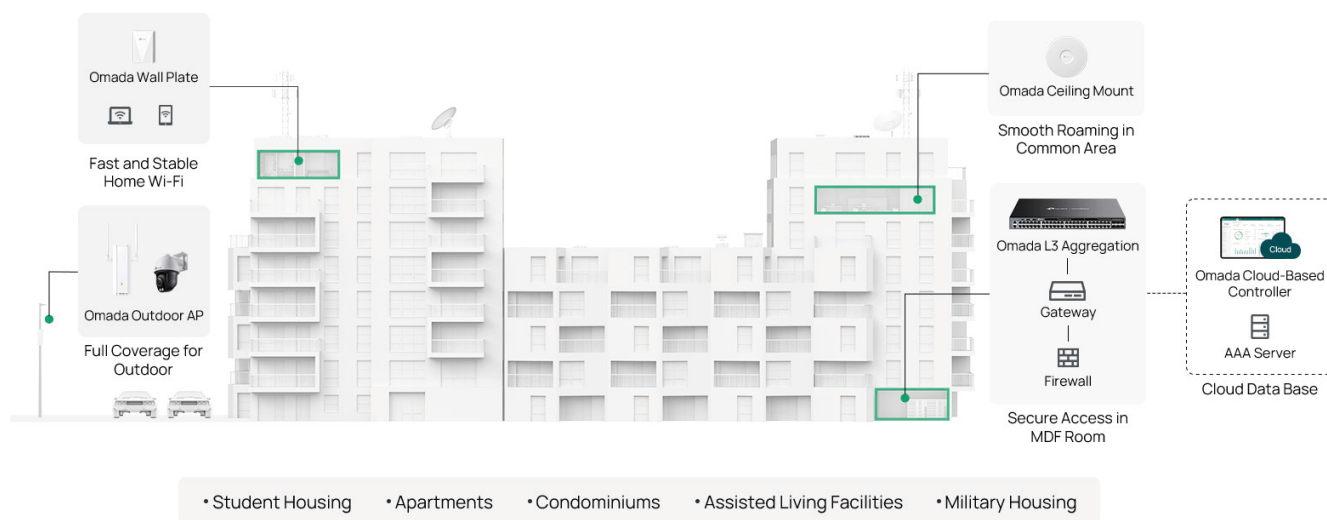 Omada Wall Plate
Fast and Stable
Home Wi-Fi
Omada Outdoor AP
Full Coverage for
Outdoor
Omada Ceiling Mount
Smooth Roaming in
Common Area
Omada L3 Aggregation
Gateway
Firewall
Secure Access in
MDF Room
Cloud
Omada Cloud-Based
Controller
AAA Server
Cloud Data Base
• Student Housing • Apartments • Condominiums • Assisted Living Facilities • Military Housing